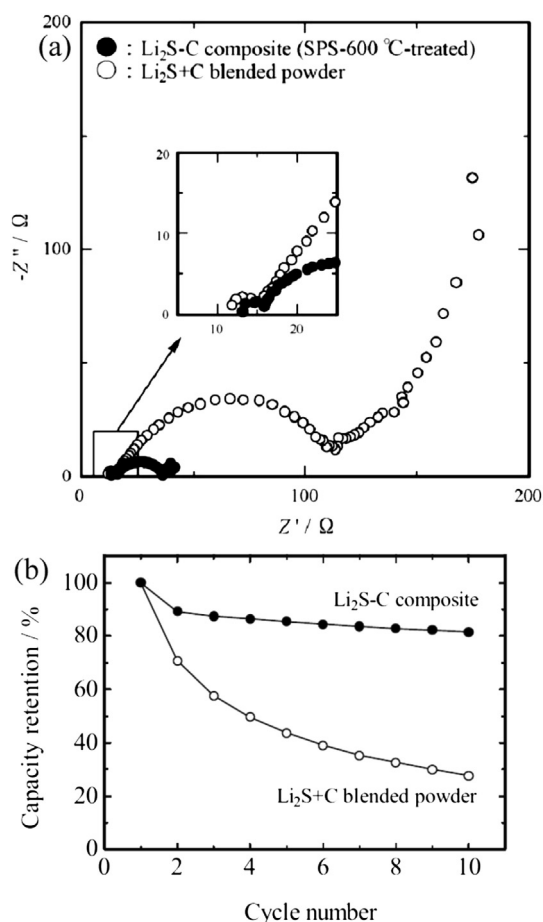 (a)
200
● : Li₂S-C composite (SPS-600 ℃-treated)
○ : Li₂S+C blended powder
20
10
0
10 20
-Z" / Ω
100
0
0 100 200
Z' / Ω
(b)
100
80
60
40
20
0
Li₂S-C composite
Li₂S+C blended powder
Capacity retention / %
0 2 4 6 8 10
Cycle number